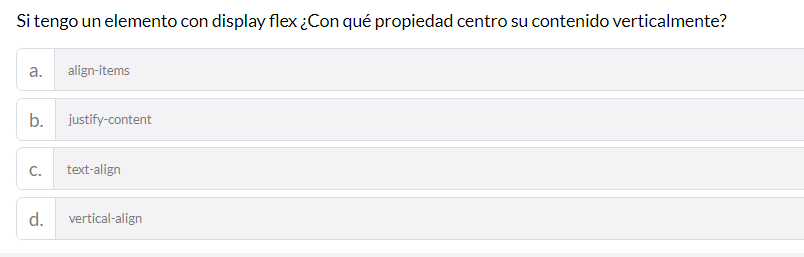 Si tengo un elemento con display flex ¿Con qué propiedad centro su contenido verticalmente?
a. align-items
b. justify-content
c. text-align
d. vertical-align